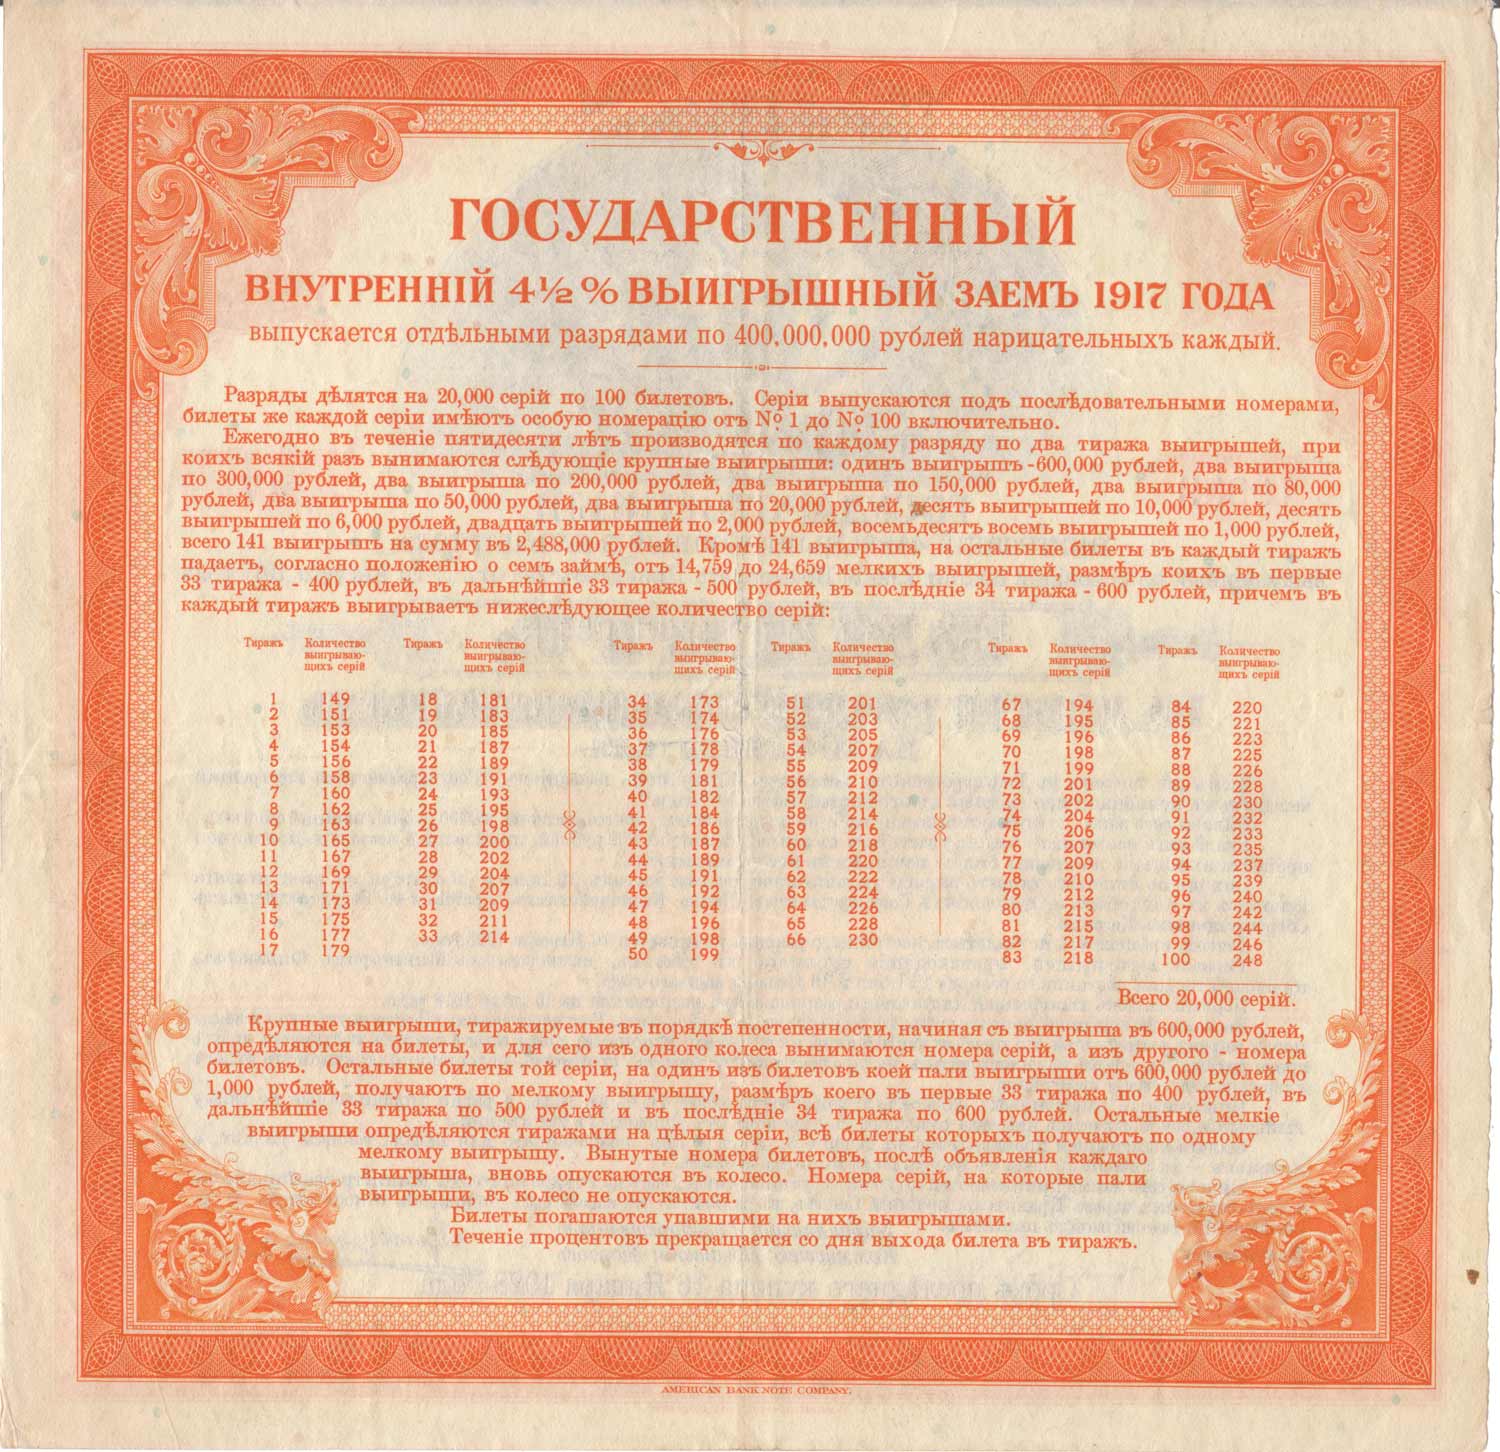 ГОСУДАРСТВЕННЫЙ
ВНУТРЕННІЙ 4½% ВЫИГРЫШНЫЙ ЗАЕМЪ 1917 ГОДА
выпускается отдѣльными разрядами по 400,000,000 рублей нарицательныхъ каждый.
Разряды дѣлятся на 20,000 серій по 100 билетовъ. Серіи выпускаются подъ послѣдовательными номерами,
билеты же каждой серіи имѣютъ особую номерацію отъ № 1 до № 100 включительно.
Ежегодно въ теченіе пятидесяти лѣтъ производятся по каждому разряду по два тиража выигрышей, при
коихъ всякій разъ вынимаются слѣдующіе крупные выигрыши: одинъ выигрышъ-600,000 рублей, два выигрыша
по 300,000 рублей, два выигрыша по 200,000 рублей, два выигрыша по 150,000 рублей, два выигрыша по 80,000
рублей, два выигрыша по 50,000 рублей, два выигрыша по 20,000 рублей, десять выигрышей по 10,000 рублей, десять
выигрышей по 6,000 рублей, двадцать выигрышей по 2,000 рублей, восемьдесятъ восемь выигрышей по 1,000 рублей,
всего 141 выигрышъ на сумму въ 2,488,000 рублей. Кромѣ 141 выигрыша, на остальные билеты въ каждый тиражъ
падаетъ, согласно положенію о семъ займѣ, отъ 14,759 до 24,659 мелкихъ выигрышей, размѣръ коихъ въ первые
33 тиража - 400 рублей, въ дальнѣйшіе 33 тиража - 500 рублей, въ послѣдніе 34 тиража - 600 рублей, причемъ въ
каждый тиражъ выигрываетъ нижеслѣдующее количество серій:
Тиражъ Количество Тиражъ Количество Тиражъ Количество Тиражъ Количество Тиражъ Количество Тиражъ Количество
выигрываю- выигрываю- выигрываю- выигрываю- выигрываю- выигрываю-
щихъ серій щихъ серій щихъ серій щихъ серій щихъ серій щихъ серій
1 149 18 181 34 173 51 201 67 194 84 220
2 151 19 183 35 174 52 203 68 195 85 221
3 153 20 185 36 176 53 205 69 196 86 223
4 154 21 187 37 178 54 207 70 198 87 225
5 156 22 189 38 179 55 209 71 199 88 226
6 158 23 191 39 181 56 210 72 201 89 228
7 160 24 193 40 182 57 212 73 202 90 230
8 162 25 195 41 184 58 214 74 204 91 232
9 163 26 198 42 186 59 216 75 206 92 233
10 165 27 200 43 187 60 218 76 207 93 235
11 167 28 202 44 189 61 220 77 209 94 237
12 169 29 204 45 191 62 222 78 210 95 239
13 171 30 207 46 192 63 224 79 212 96 240
14 173 31 209 47 194 64 226 80 213 97 242
15 175 32 211 48 196 65 228 81 215 98 244
16 177 33 214 49 198 66 230 82 217 99 246
17 179 50 199 83 218 100 248
Всего 20,000 серій.
Крупные выигрыши, тиражируемые въ порядкѣ постепенности, начиная съ выигрыша въ 600,000 рублей,
опредѣляются на билеты, и для сего изъ одного колеса вынимаются номера серій, а изъ другого - номера
билетовъ. Остальные билеты той серіи, на одинъ изъ билетовъ коей пали выигрыши отъ 600,000 рублей до
1,000 рублей, получаютъ по мелкому выигрышу, размѣръ коего въ первые 33 тиража по 400 рублей, въ
дальнѣйшіе 33 тиража по 500 рублей и въ послѣдніе 34 тиража по 600 рублей. Остальные мелкіе
выигрыши опредѣляются тиражами на цѣлыя серіи, всѣ билеты которыхъ получаютъ по одному
мелкому выигрышу. Вынутые номера билетовъ, послѣ объявленія каждаго
выигрыша, вновь опускаются въ колесо. Номера серій, на которые пали
выигрыши, въ колесо не опускаются.
Билеты погашаются упавшими на нихъ выигрышами.
Теченіе процентовъ прекращается со дня выхода билета въ тиражъ.
AMERICAN BANK NOTE COMPANY.